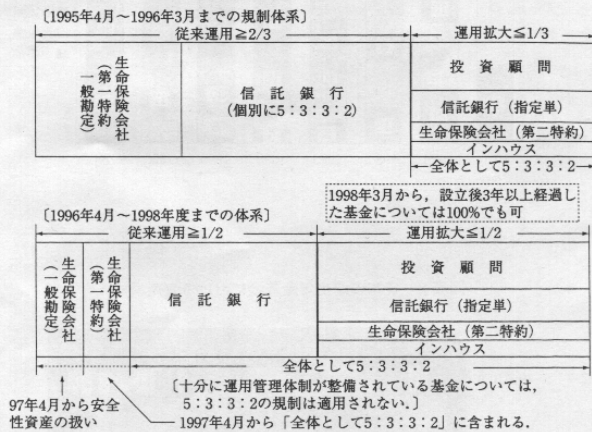 〔1995年4月～1996年3月までの規制体系〕
従来運用≧2/3
運用拡大≦1/3
生命保険会社
（第一特約
一般勘定）
信託銀行
（個別に5：3：3：2）
投資顧問
信託銀行（指定単）
生命保険会社（第二特約）
インハウス
全体として5：3：3：2
1998年3月から，設立後3年以上経過し
た基金については100%でも可
〔1996年4月～1998年度までの体系〕
従来運用≧1/2
運用拡大≦1/2
生命保険会社
（一般勘定）
生命保険会社
（第一特約）
信託銀行
投資顧問
信託銀行（指定単）
生命保険会社（第二特約）
インハウス
全体として5：3：3：2
〔十分に運用管理体制が整備されている基金については，
5：3：3：2の規制は適用されない．〕
97年4月から安全
性資産の扱い
1997年4月から「全体として5：3：3：2」に含まれる．